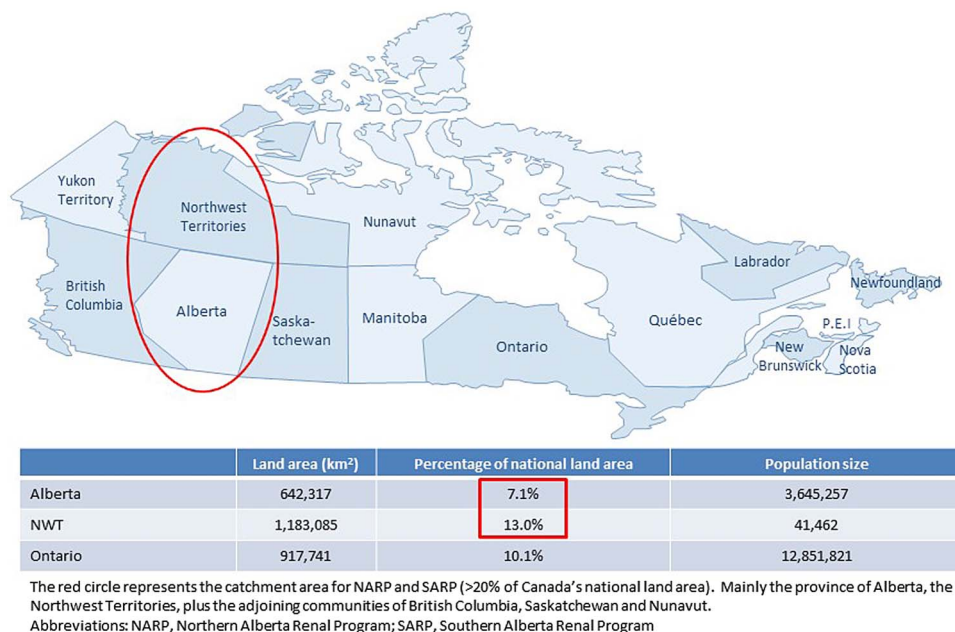 Yukon
Territory
Northwest
Territories
Nunavut
British
Columbia
Alberta
Saska-
tchewan
Manitoba
Ontario
Québec
Labrador
Newfoundland
P.E.I
New
Brunswick
Nova
Scotia
Land area (km²) Percentage of national land area Population size
Alberta 642,317 7.1% 3,645,257
NWT 1,183,085 13.0% 41,462
Ontario 917,741 10.1% 12,851,821
The red circle represents the catchment area for NARP and SARP (>20% of Canada's national land area). Mainly the province of Alberta, the
Northwest Territories, plus the adjoining communities of British Columbia, Saskatchewan and Nunavut.
Abbreviations: NARP, Northern Alberta Renal Program; SARP, Southern Alberta Renal Program